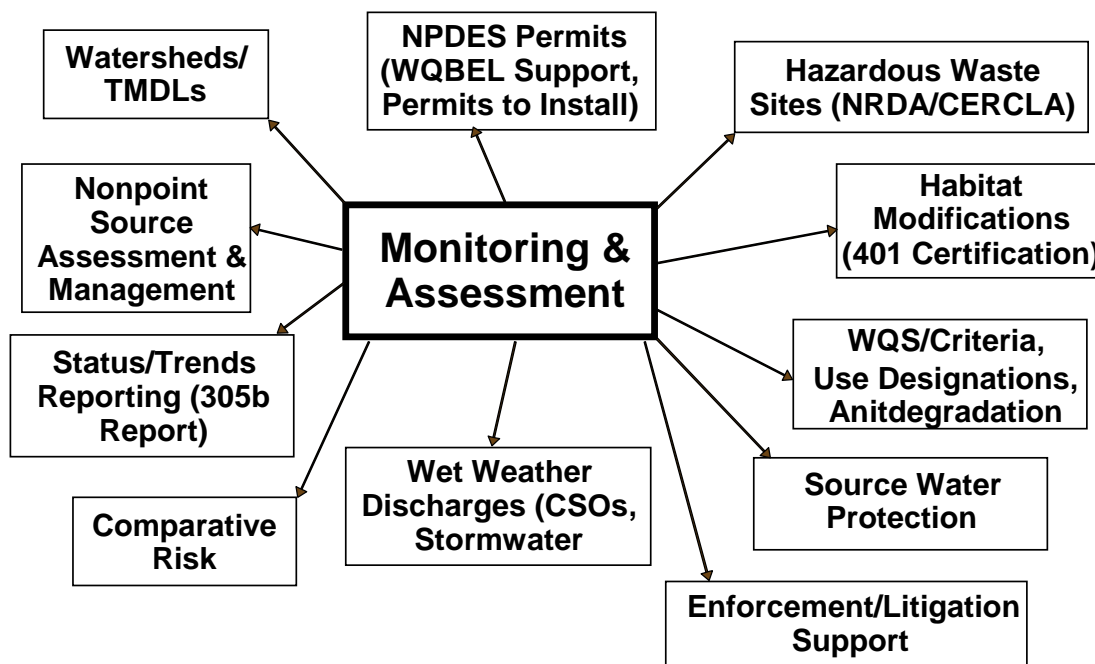 NPDES Permits
(WQBEL Support,
Permits to Install)
Watersheds/
TMDLs
Hazardous Waste
Sites (NRDA/CERCLA)
Nonpoint
Source
Assessment &
Management
Monitoring &
Assessment
Habitat
Modifications
(401 Certification)
Status/Trends
Reporting (305b
Report)
WQS/Criteria,
Use Designations,
Anitdegradation
Wet Weather
Discharges (CSOs,
Stormwater
Source Water
Protection
Comparative
Risk
Enforcement/Litigation
Support